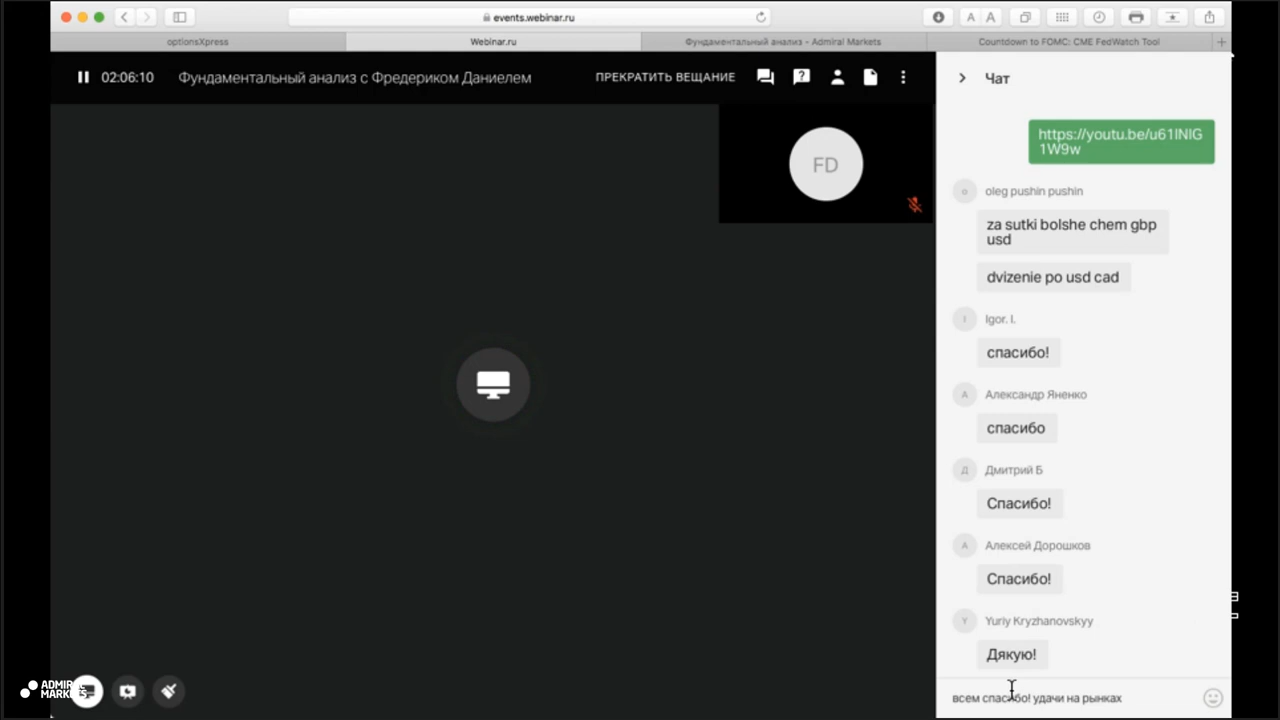 events.webinar.ru
A A
optionsXpress
Webinar.ru
Фундаментальный анализ - Admiral Markets
Countdown to FOMC: CME FedWatch Tool
02:06:10
Фундаментальный анализ с Фредериком Даниелем
ПРЕКРАТИТЬ ВЕЩАНИЕ
FD
Чат
https://youtu.be/u61INIG
1W9w
o
oleg pushin pushin
za sutki bolshe chem gbp
usd
dvizenie po usd cad
I
Igor. I.
спасибо!
А
Александр Яненко
спасибо
Д
Дмитрий Б
Спасибо!
А
Алексей Дорошков
Спасибо!
Y
Yuriy Kryzhanovskyy
Дякую!
всем спасибо! удачи на рынках